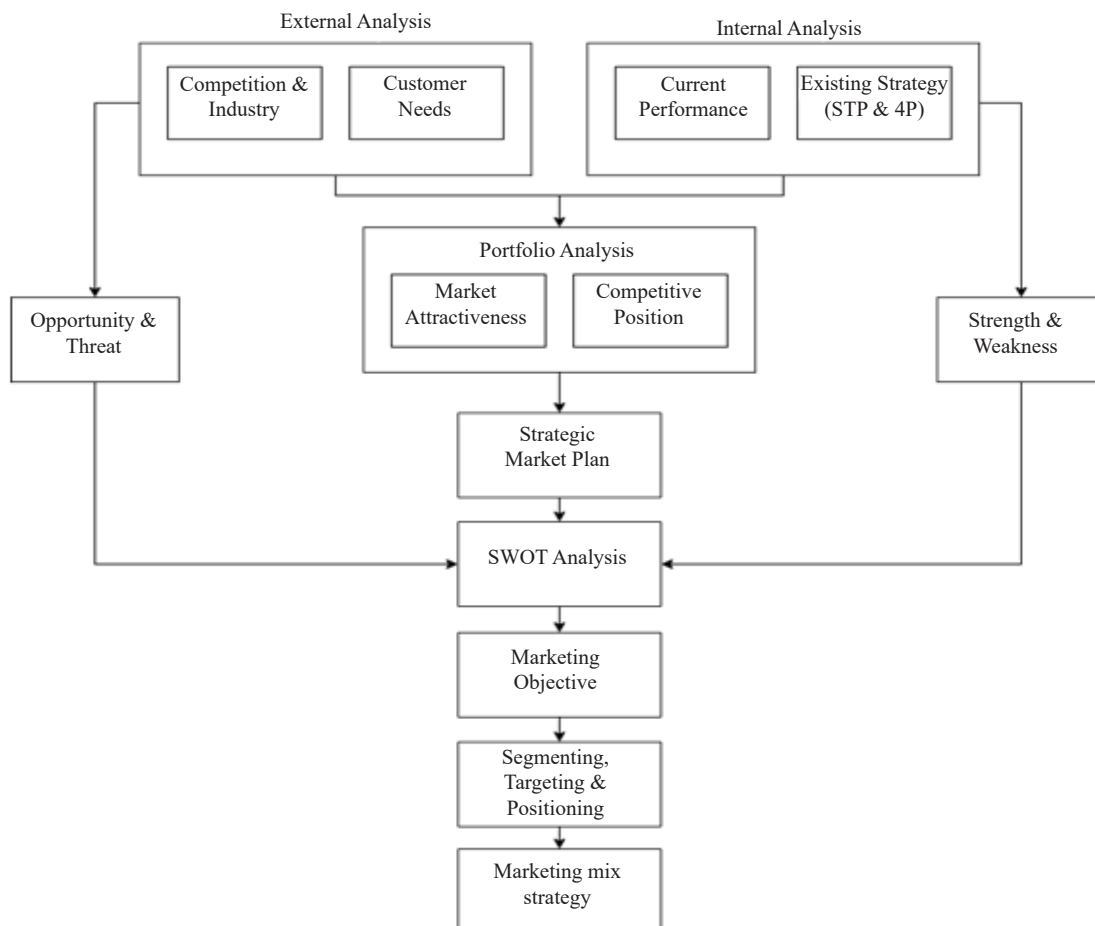 External Analysis
Internal Analysis
Competition &
Industry
Customer
Needs
Current
Performance
Existing Strategy
(STP & 4P)
Portfolio Analysis
Market
Attractiveness
Competitive
Position
Opportunity &
Threat
Strength &
Weakness
Strategic
Market Plan
SWOT Analysis
Marketing
Objective
Segmenting,
Targeting &
Positioning
Marketing mix
strategy